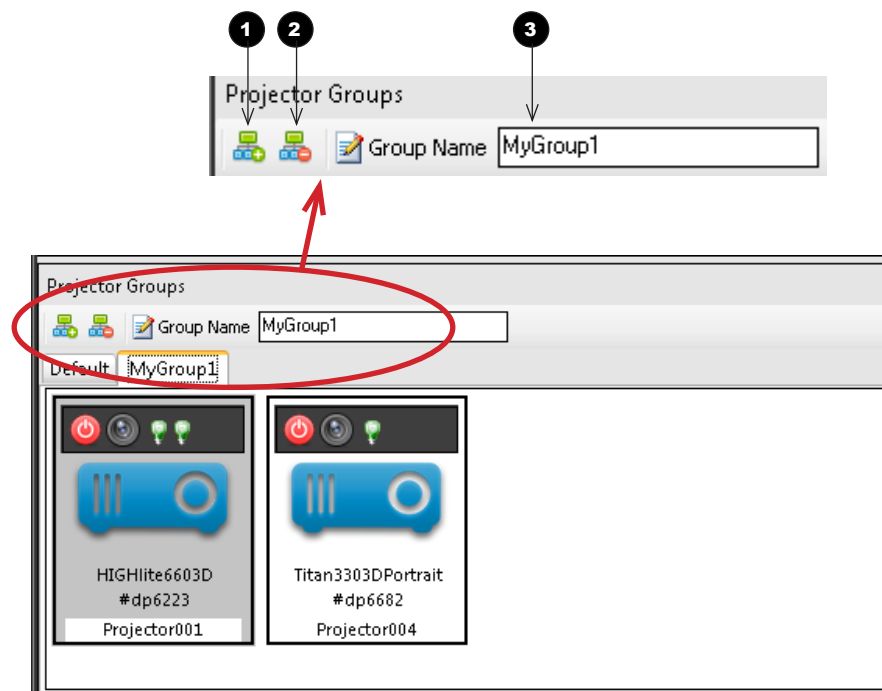 1 2 3
Projector Groups
Group Name MyGroup1
Projector Groups
Group Name MyGroup1
Default MyGroup1
HIGHlite6603D Titan3303DPortrait
#dp6223 #dp6682
Projector001 Projector004